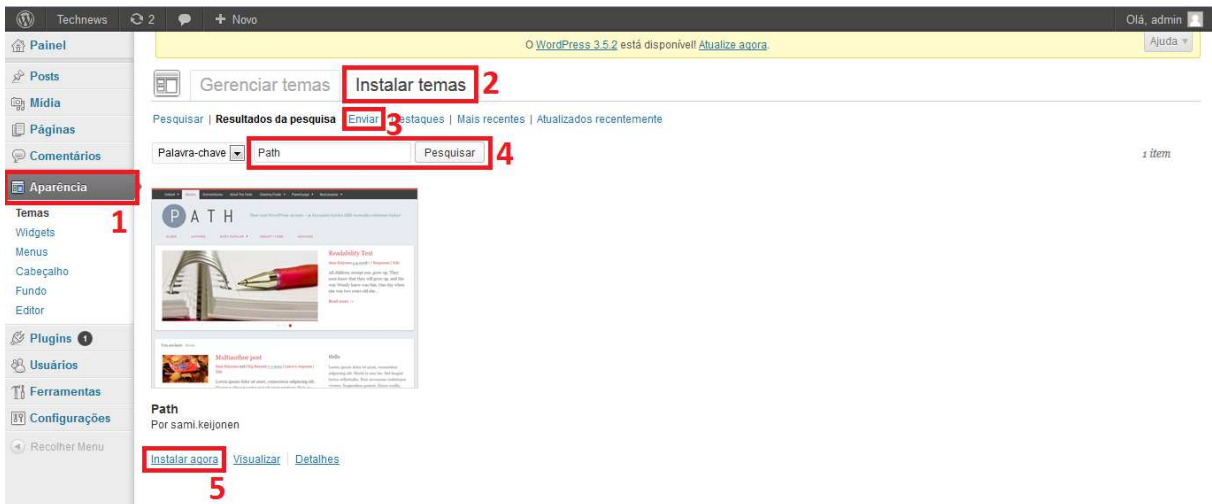 Technews 2 + Novo Olá, admin
Painel
O WordPress 3.5.2 está disponível! Atualize agora.
Ajuda
Posts
Mídia
Páginas
Comentários
Aparência
1
Temas
Widgets
Menus
Cabeçalho
Fundo
Editor
Plugins 1
Usuários
Ferramentas
Configurações
Recolher Menu
Gerenciar temas Instalar temas 2
Pesquisar | Resultados da pesquisa Enviar 3 Destaques | Mais recentes | Atualizados recentemente
Palavra-chave Path Pesquisar 4
1 item
PATH
Readability Test
Read more
Multiauthor post
Hello
Path
Por sami.keijonen
Instalar agora Visualizar Detalhes
5